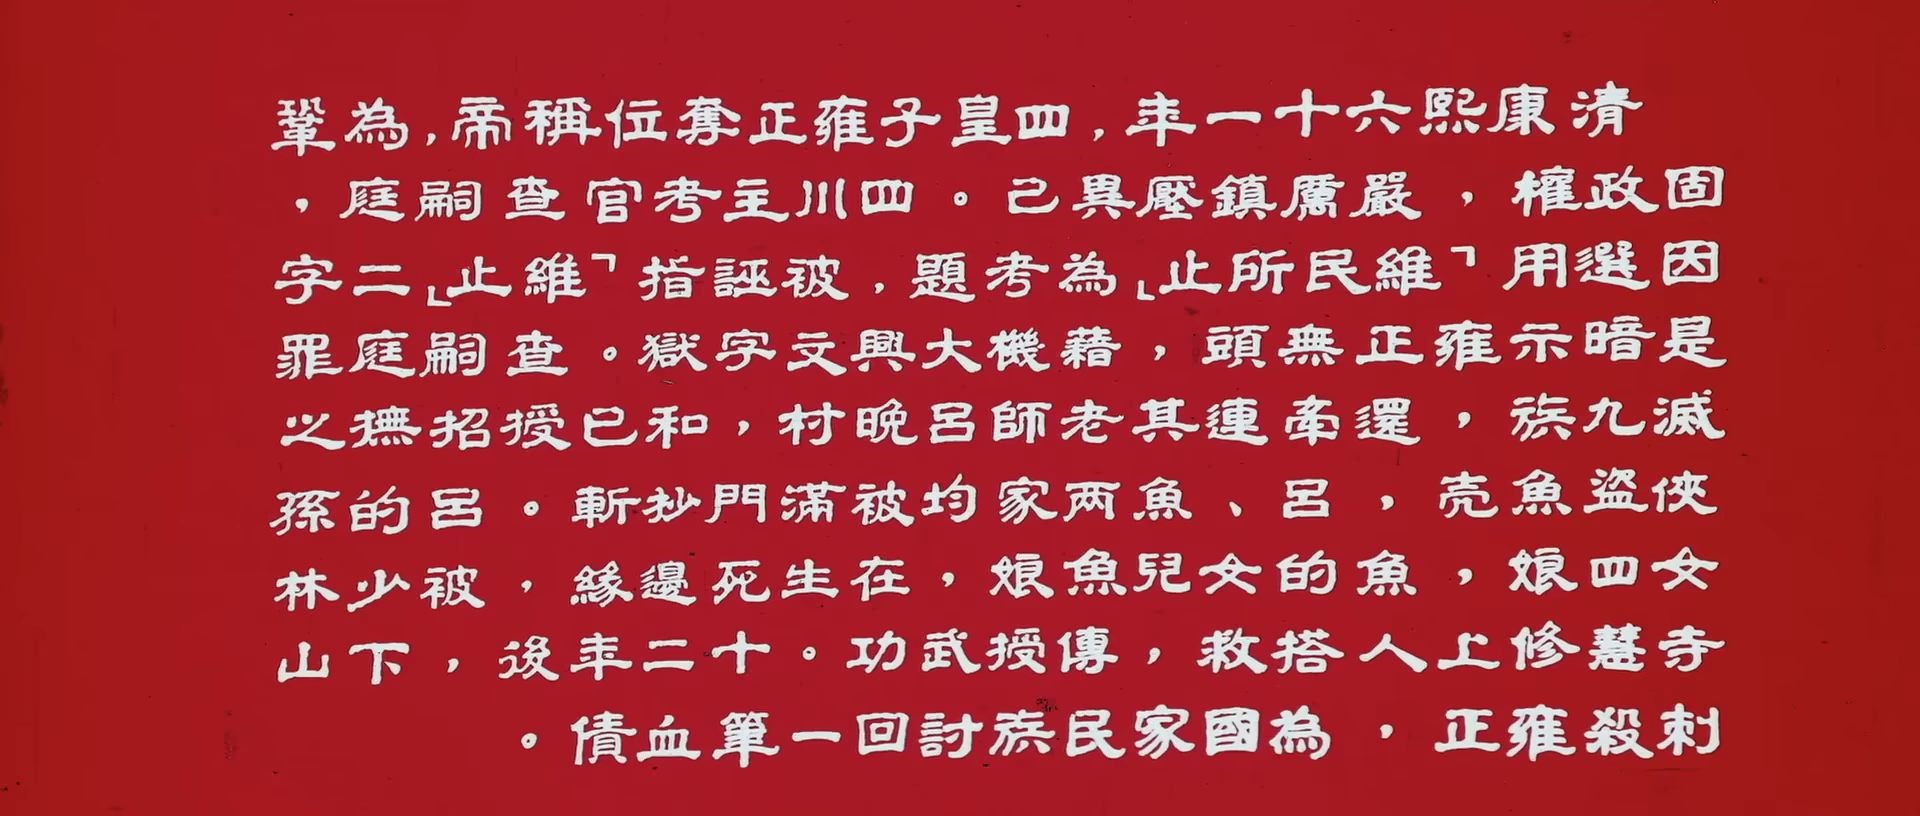 清康熙六十一年，四皇子雍正奪位稱帝，為鞏
固政權，嚴厲鎮壓異己。四川主考官查嗣庭，
因選用「維民所止」為考題，被誣指「維止」二字
是暗示雍正無頭，藉機大興文字獄。查嗣庭罪
滅九族，還牽連其老師呂晚村，和已授招撫之
俠盜魚壳，呂、魚两家均被滿門抄斬。呂的孫
女四娘，魚的女兒魚娘，在生死邊緣，被少林
寺慧修上人搭救，傳授武功。十二年後，下山
刺殺雍正，為國家民族討回一筆血債。